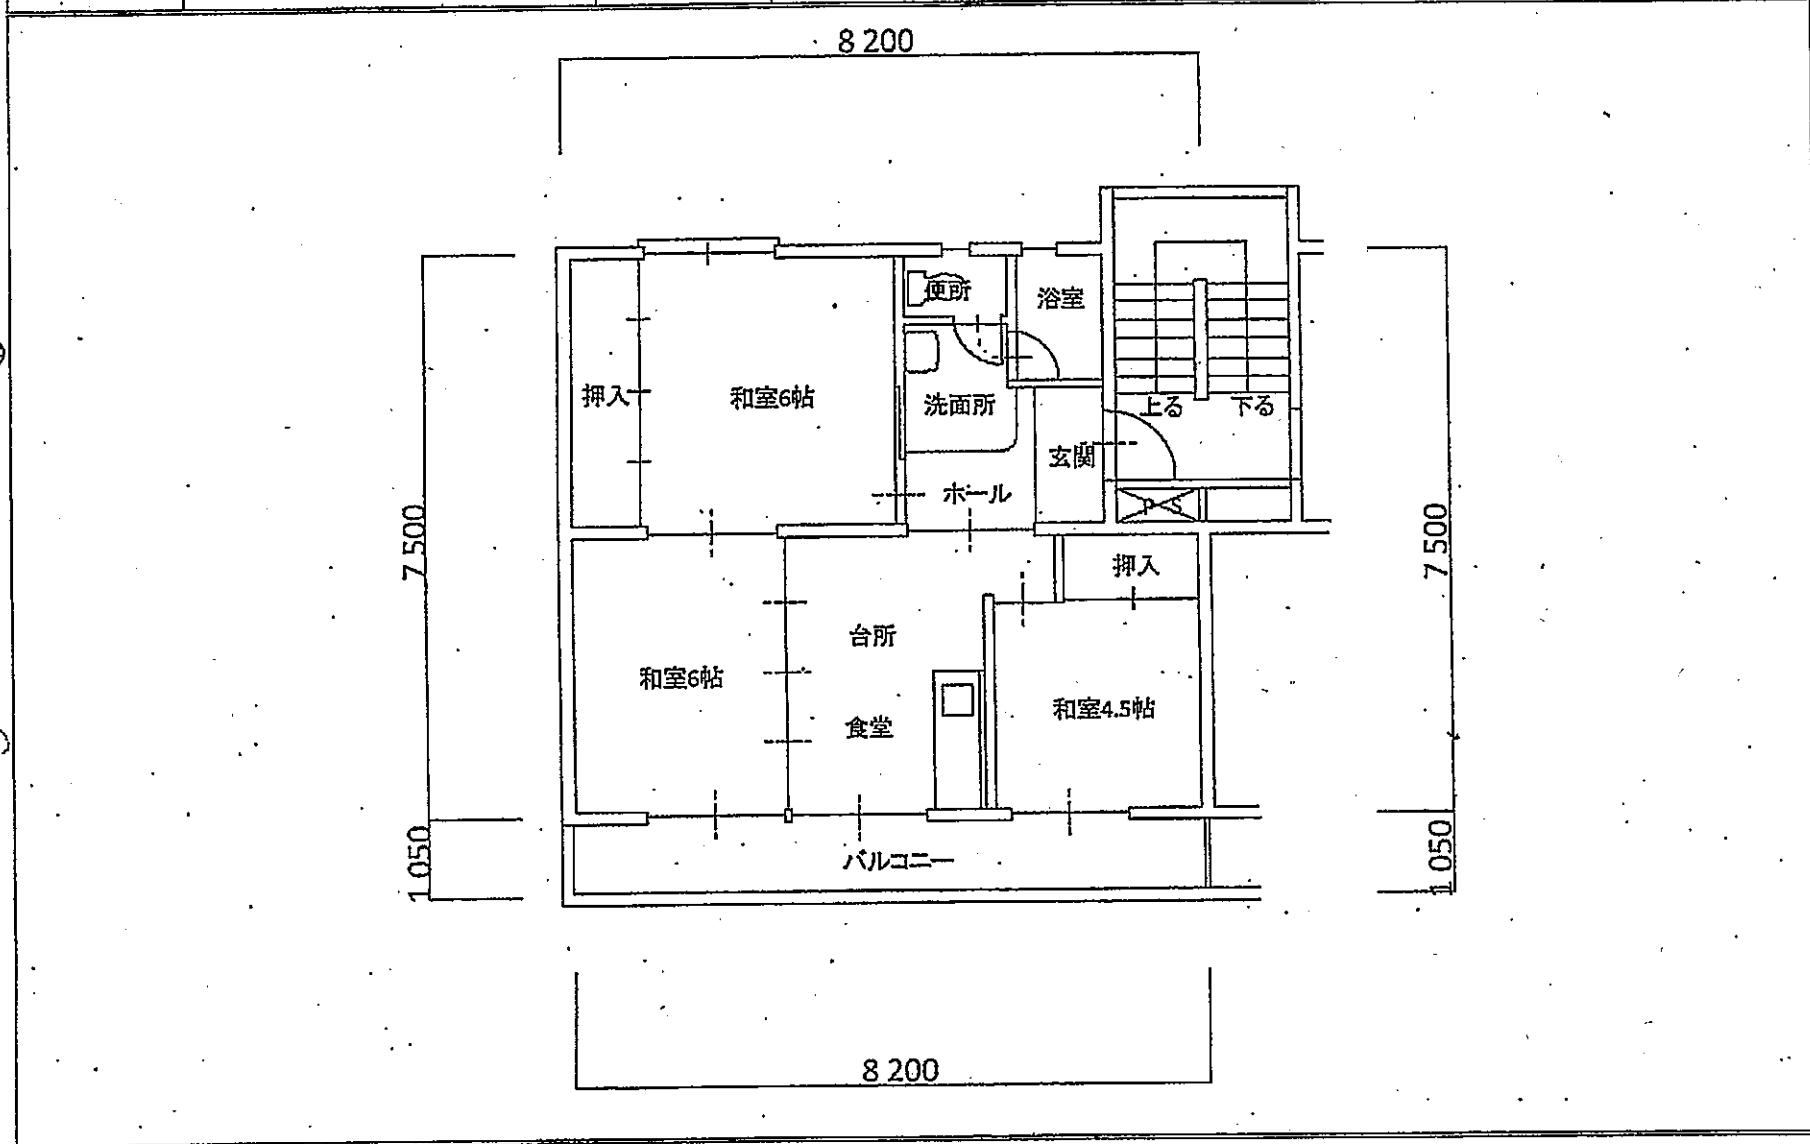 8 200
便所
浴室
押入
和室6帖
洗面所
上る
下る
玄関
ホール
PS
7 500
7 500
押入
台所
和室6帖
食堂
和室4.5帖
バルコニー
1 050
1 050
8 200